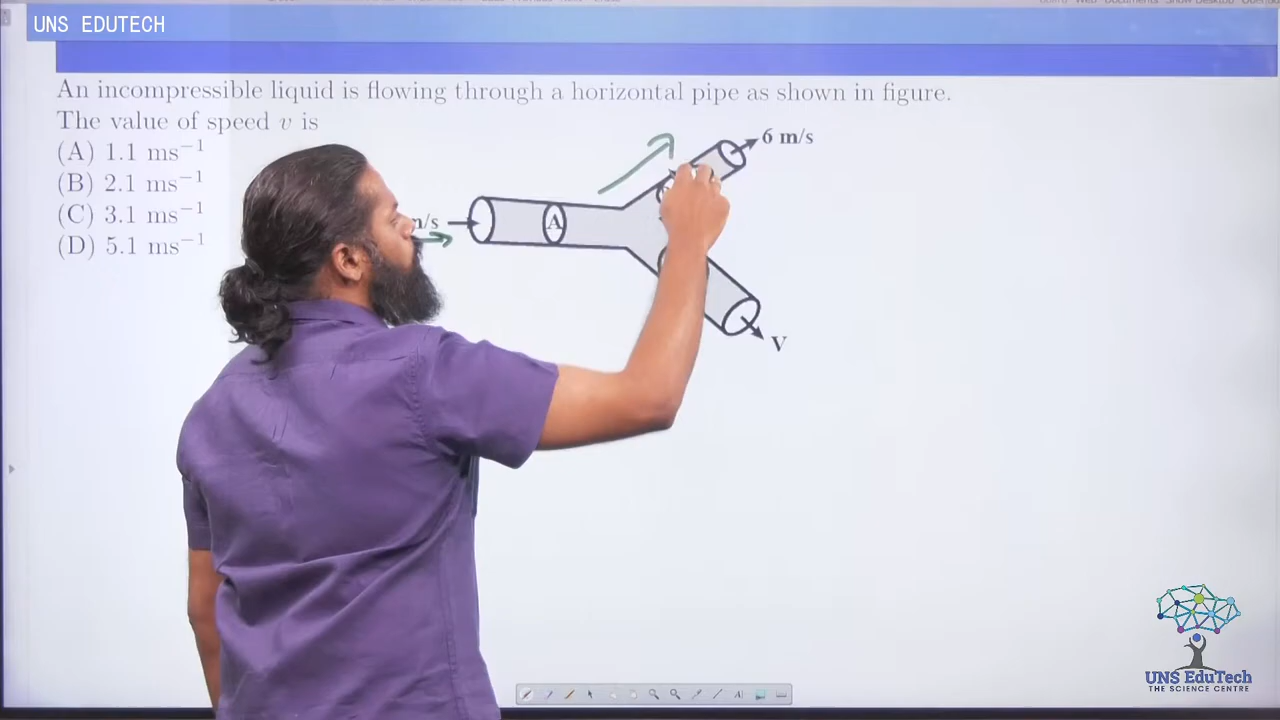 UNS EDUTECH
An incompressible liquid is flowing through a horizontal pipe as shown in figure.
The value of speed v is
(A) 1.1 ms⁻¹
(B) 2.1 ms⁻¹
(C) 3.1 ms⁻¹
(D) 5.1 ms⁻¹
6 m/s
m/s
A
V
UNS EduTech
THE SCIENCE CENTRE